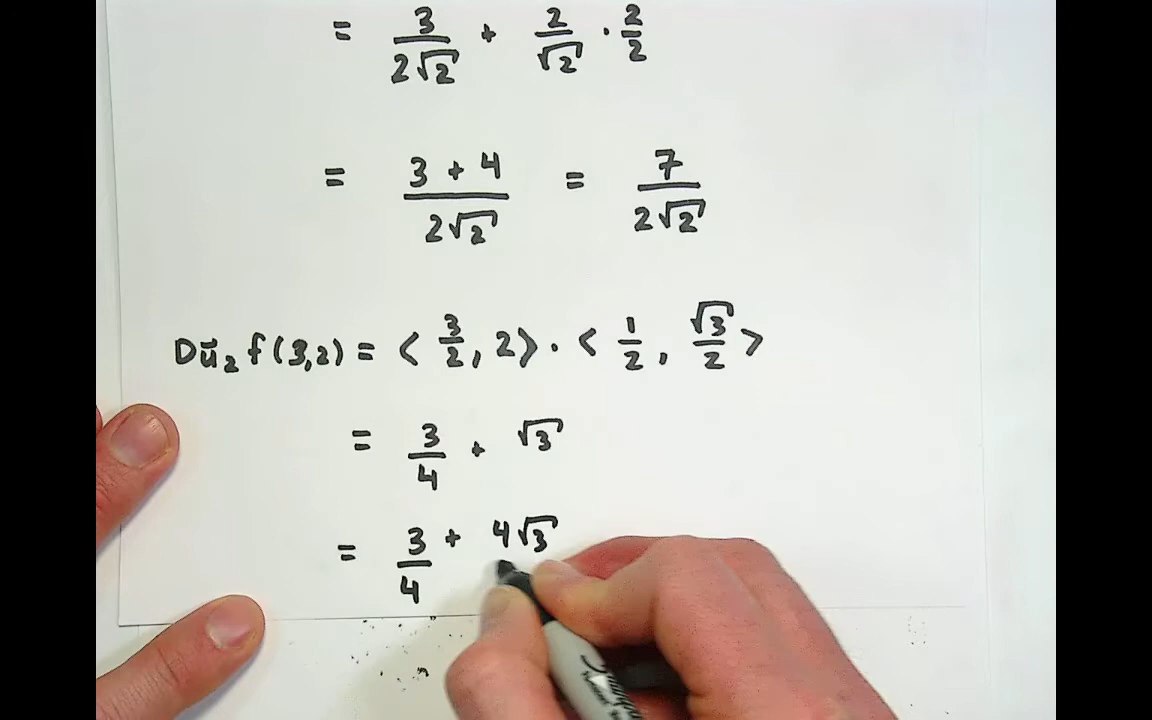 = 3/(2√2) + 2/√2 · 2/2
= (3 + 4)/(2√2) = 7/(2√2)
Dū₂ f(3,2) = < 3/2, 2 > · < 1/2, √3/2 >
= 3/4 + √3
= 3/4 + 4√3